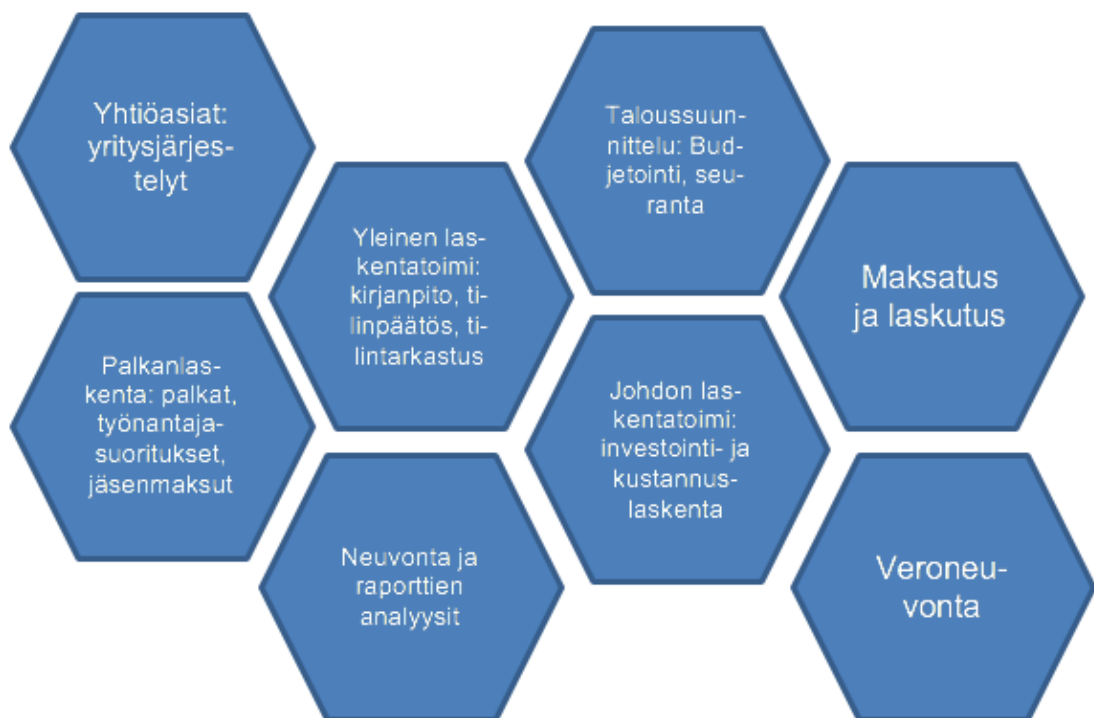 Yhtiöasiat:
yritysjärjes-
telyt
Taloussuun-
nittelu: Bud-
jetointi, seu-
ranta
Yleinen las-
kentatoimi:
kirjanpito, ti-
linpäätös, ti-
lintarkastus
Maksatus
ja laskutus
Palkanlas-
kenta: palkat,
työnantaja-
suoritukset,
jäsenmaksut
Johdon las-
kentatoimi:
investointi- ja
kustannus-
laskenta
Neuvonta ja
raporttien
analyysit
Veroneu-
vonta